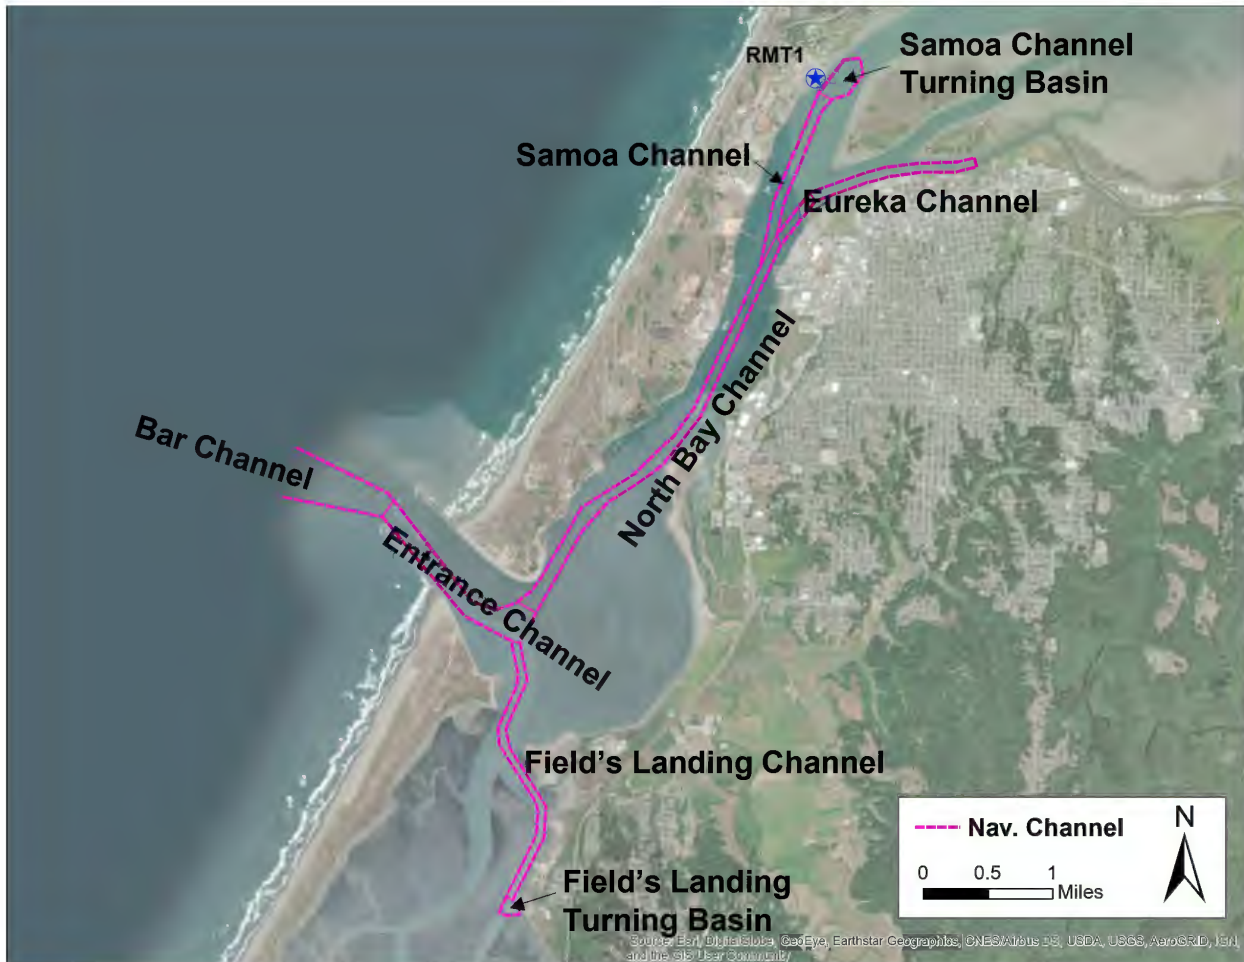 RMT1
Samoa Channel
Turning Basin
Samoa Channel
Eureka Channel
North Bay Channel
Bar Channel
Entrance Channel
Field's Landing Channel
Field's Landing
Turning Basin
Nav. Channel
N
0 0.5 1
Miles
Source: Esri, DigitalGlobe, GeoEye, Earthstar Geographics, CNES/Airbus DS, USDA, USGS, AeroGRID, IGN,
and the GIS User Community